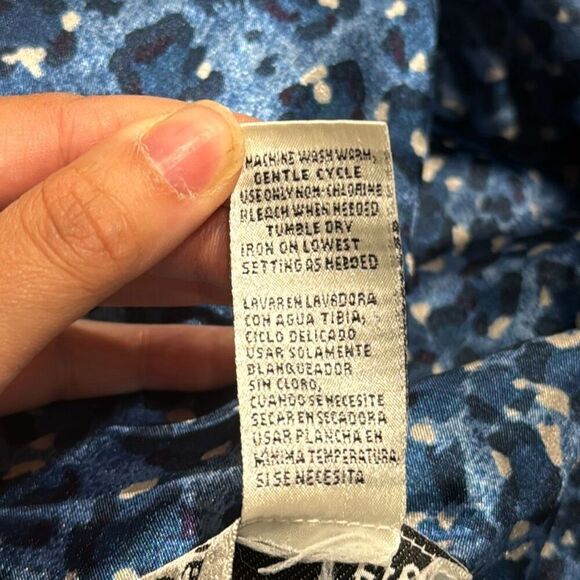 MACHINE WASH WARM,
GENTLE CYCLE
USE ONLY NON-CHLORINE
BLEACH WHEN NEEDED
TUMBLE DRY
IRON ON LOWEST
SETTING AS NEEDED
LAVAR EN LAVADORA
CON AGUA TIBIA;
CICLO DELICADO
USAR SOLAMENTE
BLANQUEADOR
SIN CLORO,
CUANDO SE NECESITE
SECAR EN SECADORA
USAR PLANCHA EN
MÍNIMA TEMPERATURA
SI SE NECESITA